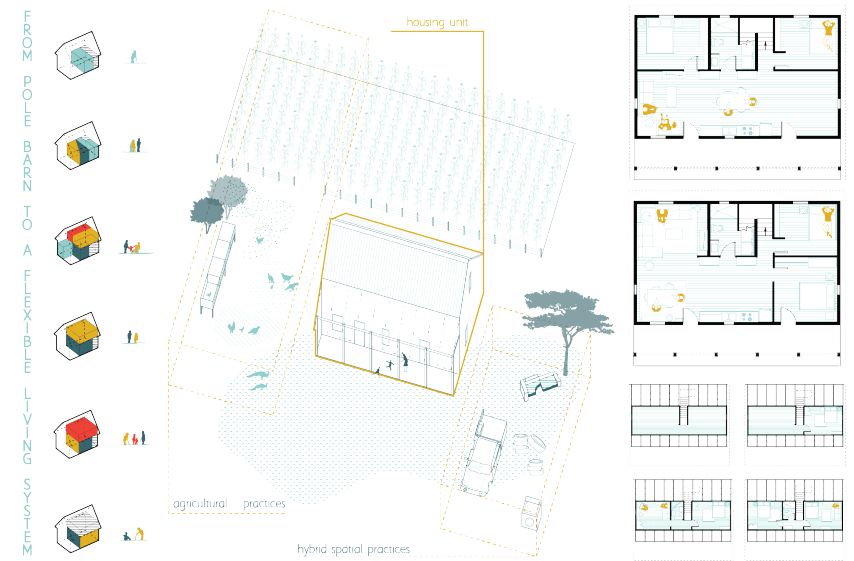 FROM POLE BARN TO A FLEXIBLE LIVING SYSTEM
housing unit
agricultural practices
hybrid spatial practices